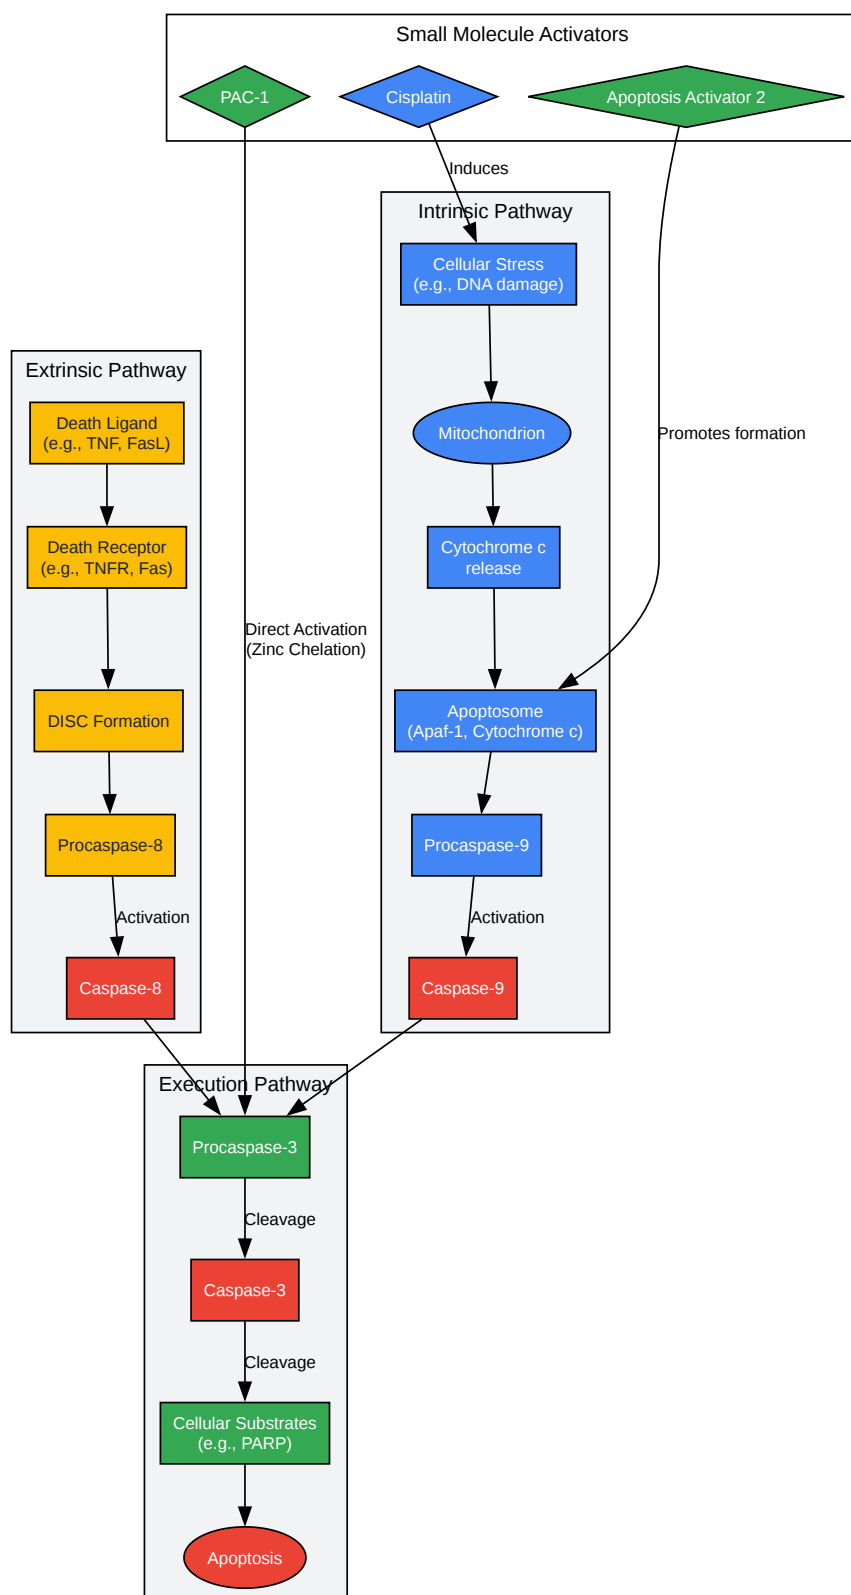 Small Molecule Activators
PAC-1
Cisplatin
Apoptosis Activator 2
Induces
Intrinsic Pathway
Cellular Stress
(e.g., DNA damage)
Mitochondrion
Promotes formation
Cytochrome c
release
Extrinsic Pathway
Death Ligand
(e.g., TNF, FasL)
Death Receptor
(e.g., TNFR, Fas)
Direct Activation
(Zinc Chelation)
DISC Formation
Apoptosome
(Apaf-1, Cytochrome c)
Procaspase-8
Procaspase-9
Activation
Activation
Caspase-8
Caspase-9
Execution Pathway
Procaspase-3
Cleavage
Caspase-3
Cleavage
Cellular Substrates
(e.g., PARP)
Apoptosis